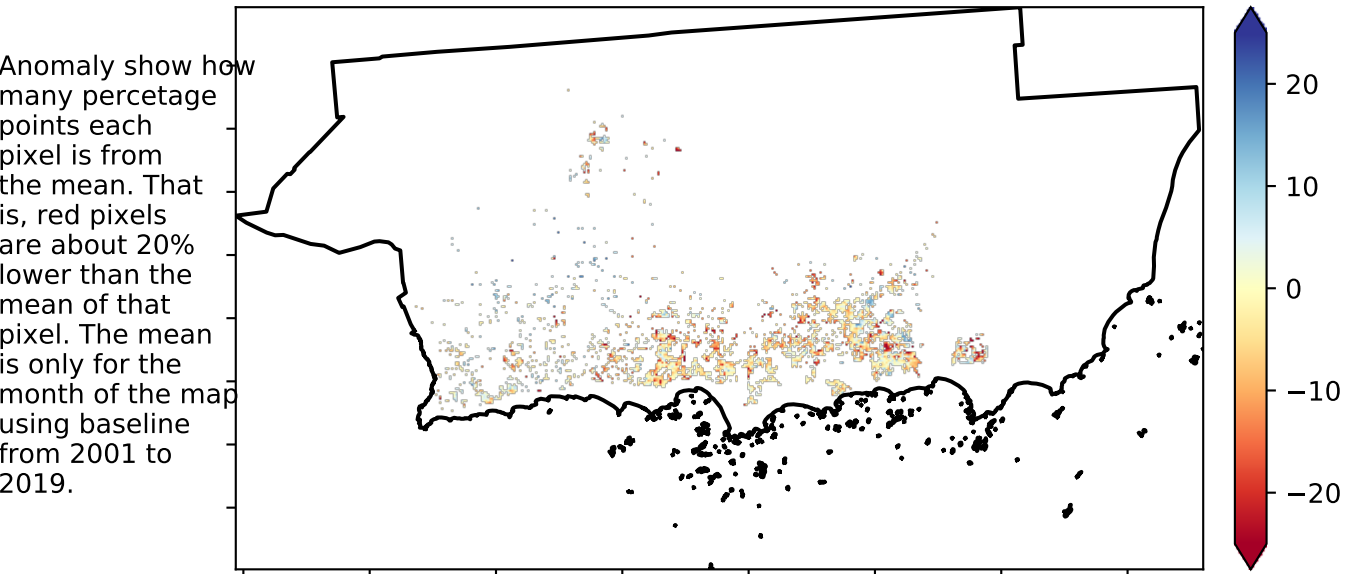 Anomaly show how
many percetage
points each
pixel is from
the mean. That
is, red pixels
are about 20%
lower than the
mean of that
pixel. The mean
is only for the
month of the map
using baseline
from 2001 to
2019.
20
10
0
−10
−20